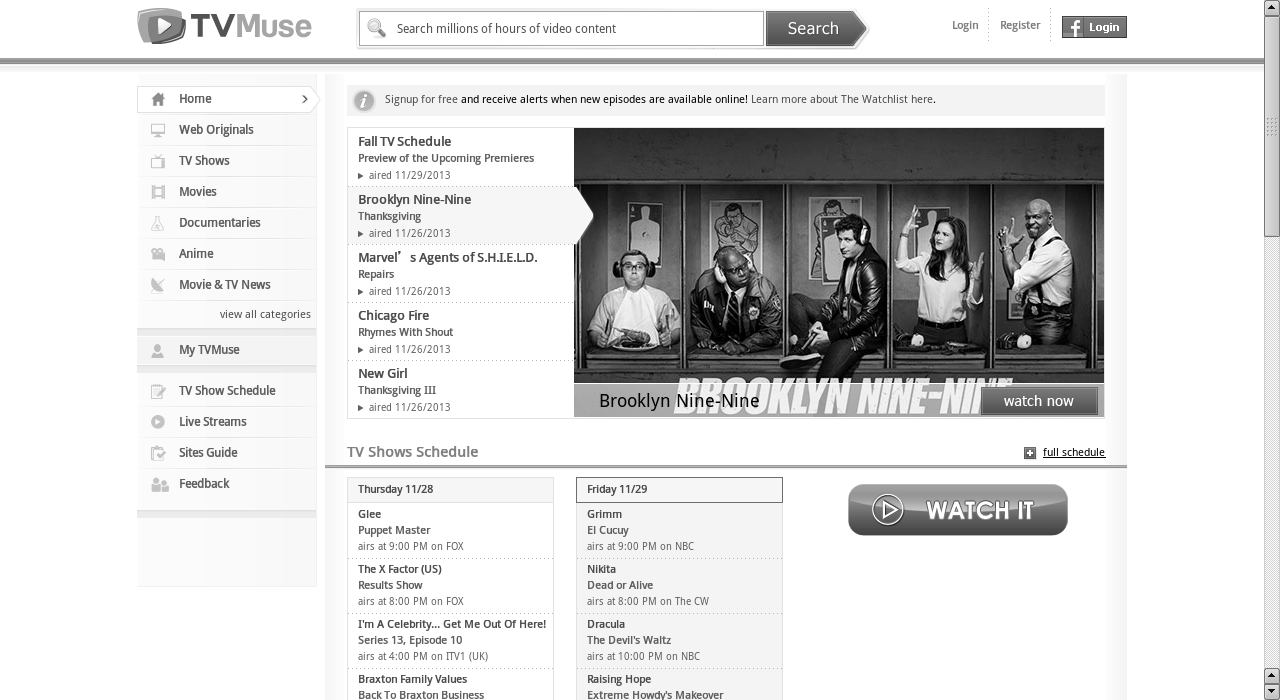 TVMuse
Search millions of hours of video content
Search
Login
Register
Login
Home
Web Originals
TV Shows
Movies
Documentaries
Anime
Movie & TV News
view all categories
My TVMuse
TV Show Schedule
Live Streams
Sites Guide
Feedback
Signup for free and receive alerts when new episodes are available online! Learn more about The Watchlist here.
Fall TV Schedule
Preview of the Upcoming Premieres
aired 11/29/2013
Brooklyn Nine-Nine
Thanksgiving
aired 11/26/2013
Marvel’s Agents of S.H.I.E.L.D.
Repairs
aired 11/26/2013
Chicago Fire
Rhymes With Shout
aired 11/26/2013
New Girl
Thanksgiving III
aired 11/26/2013
BROOKLYN NINE-NINE
Brooklyn Nine-Nine
watch now
TV Shows Schedule
full schedule
Thursday 11/28
Glee
Puppet Master
airs at 9:00 PM on FOX
The X Factor (US)
Results Show
airs at 8:00 PM on FOX
I'm A Celebrity... Get Me Out Of Here!
Series 13, Episode 10
airs at 4:00 PM on ITV1 (UK)
Braxton Family Values
Back To Braxton Business
Friday 11/29
Grimm
El Cucuy
airs at 9:00 PM on NBC
Nikita
Dead or Alive
airs at 8:00 PM on The CW
Dracula
The Devil's Waltz
airs at 10:00 PM on NBC
Raising Hope
Extreme Howdy's Makeover
WATCH IT